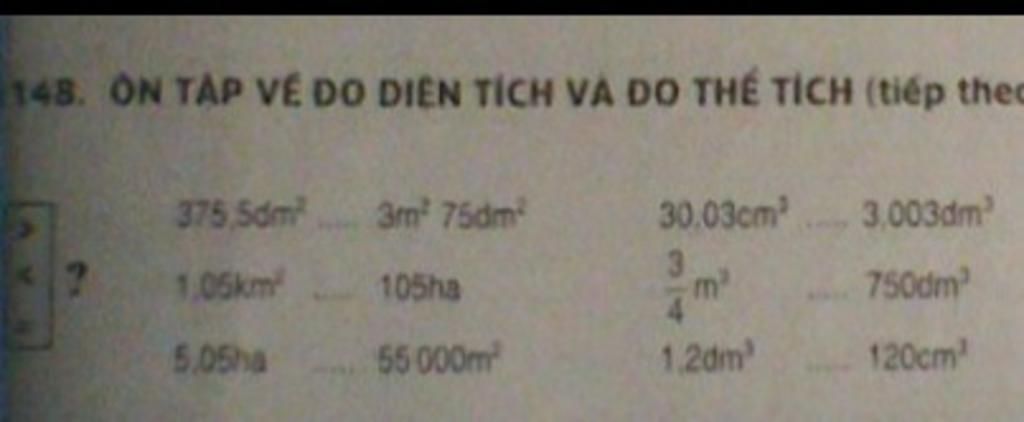 148. ÔN TẬP VỀ ĐO DIỆN TÍCH VÀ ĐO THỂ TÍCH (tiếp theo
> 375,5dm² ..... 3m² 75dm² 30,03cm³ ..... 3,003dm³
< ? 1,05km² ..... 105ha 3/4 m³ ..... 750dm³
= 5,05ha ..... 55 000m² 1,2dm³ ..... 120cm³